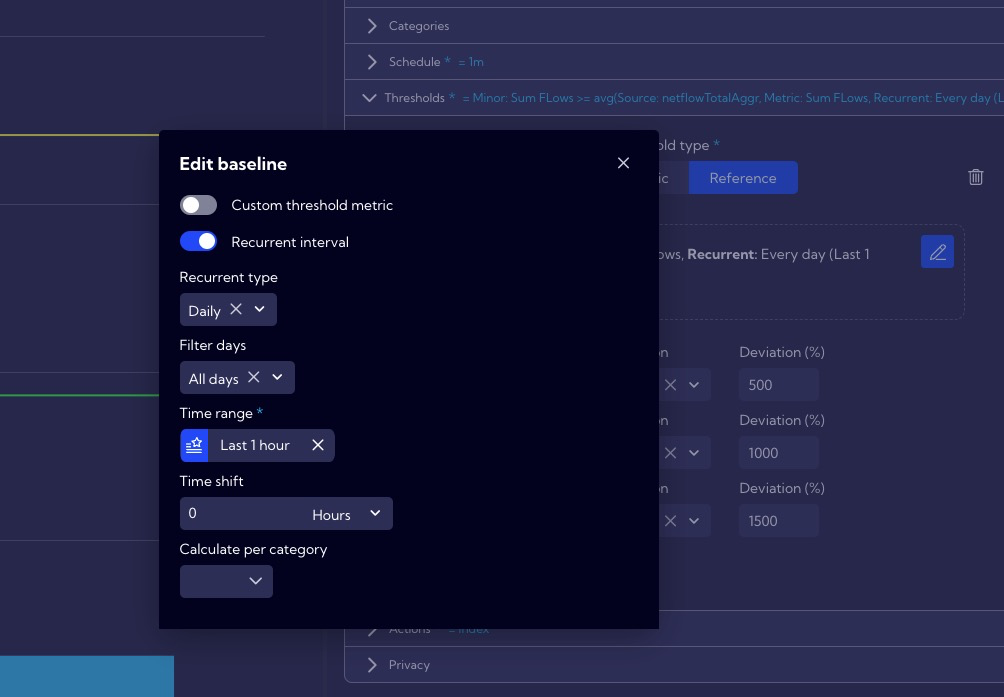 Categories
Schedule * = 1m
Thresholds * = Minor: Sum FLows >= avg(Source: netflowTotalAggr, Metric: Sum FLows, Recurrent: Every day (L
old type *
ic Reference
ows, Recurrent: Every day (Last 1
Edit baseline
Custom threshold metric
Recurrent interval
Recurrent type
Daily
Filter days
All days
Time range *
Last 1 hour
Time shift
0 Hours
Calculate per category
on Deviation (%)
500
on Deviation (%)
1000
on Deviation (%)
1500
Actions = Index
Privacy